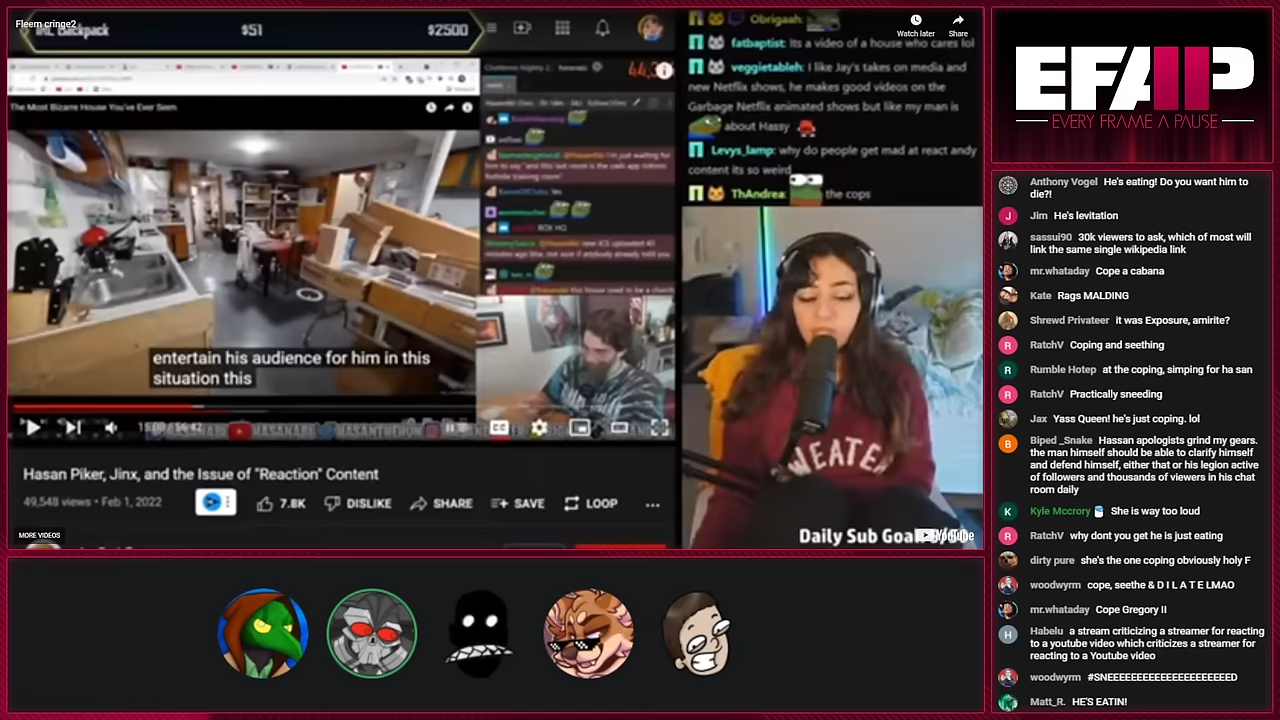 Fleem cringe2
Backpack
$51
$2500
Watch later
Share
The Most Bizarre House You've Ever Seen
entertain his audience for him in this
situation this
CC
Hasan Piker, Jinx, and the Issue of "Reaction" Content
49,548 views • Feb 1, 2022
7.8K
DISLIKE
SHARE
SAVE
LOOP
MORE VIDEOS
Obrigaah:
fatbaptist: Its a video of a house who cares lol
veggietableh: I like Jay's takes on media and
new Netflix shows, he makes good videos on the
Garbage Netflix animated shows but like my man is
about Hassy
Levys_lamp: why do people get mad at react andy
content its so weird
ThAndrea: the cops
SWEATER
Daily Sub Goal
YouTube
EFAP
EVERY FRAME A PAUSE
Anthony Vogel He's eating! Do you want him to
die?!
J
Jim He's levitation
sassui90 30k viewers to ask, which of most will
link the same single wikipedia link
mr.whataday Cope a cabana
Kate Rags MALDING
Shrewd Privateer it was Exposure, amirite?
R
RatchV Coping and seething
R
Rumble Hotep at the coping, simping for ha san
R
RatchV Practically sneeding
Jax Yass Queen! he's just coping. lol
B
Biped _Snake Hassan apologists grind my gears.
the man himself should be able to clarify himself
and defend himself, either that or his legion active
of followers and thousands of viewers in his chat
room daily
K
Kyle Mccrory She is way too loud
R
RatchV why dont you get he is just eating
dirty pure she's the one coping obviously holy F
woodwyrm cope, seethe & D I L A T E LMAO
mr.whataday Cope Gregory II
H
Habelu a stream criticizing a streamer for reacting
to a youtube video which criticizes a streamer for
reacting to a Youtube video
woodwyrm #SNEEEEEEEEEEEEEEEEEEEEED
Matt_R. HE'S EATIN!